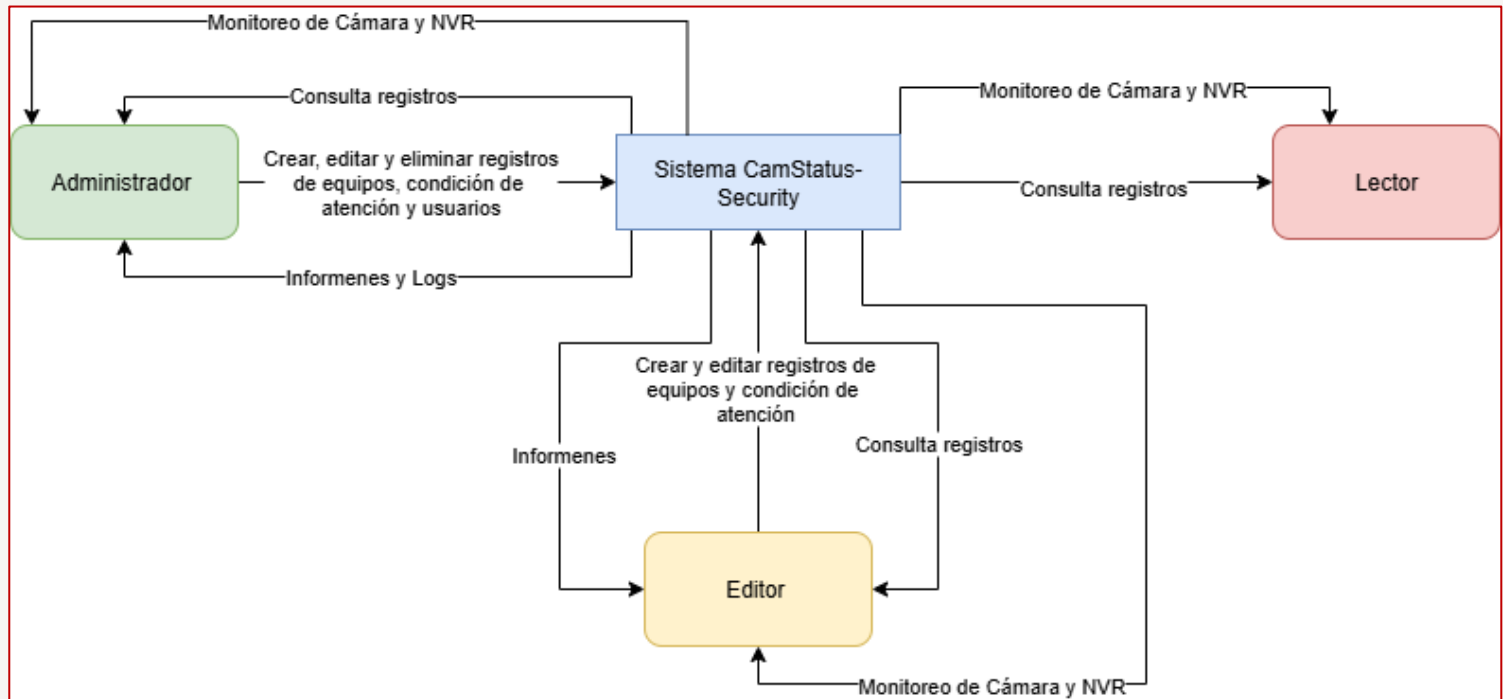 Monitoreo de Cámara y NVR
Consulta registros
Monitoreo de Cámara y NVR
Administrador
Crear, editar y eliminar registros
de equipos, condición de
atención y usuarios
Sistema CamStatus-
Security
Consulta registros
Lector
Informenes y Logs
Crear y editar registros de
equipos y condición de
atención
Informenes
Consulta registros
Editor
Monitoreo de Cámara y NVR